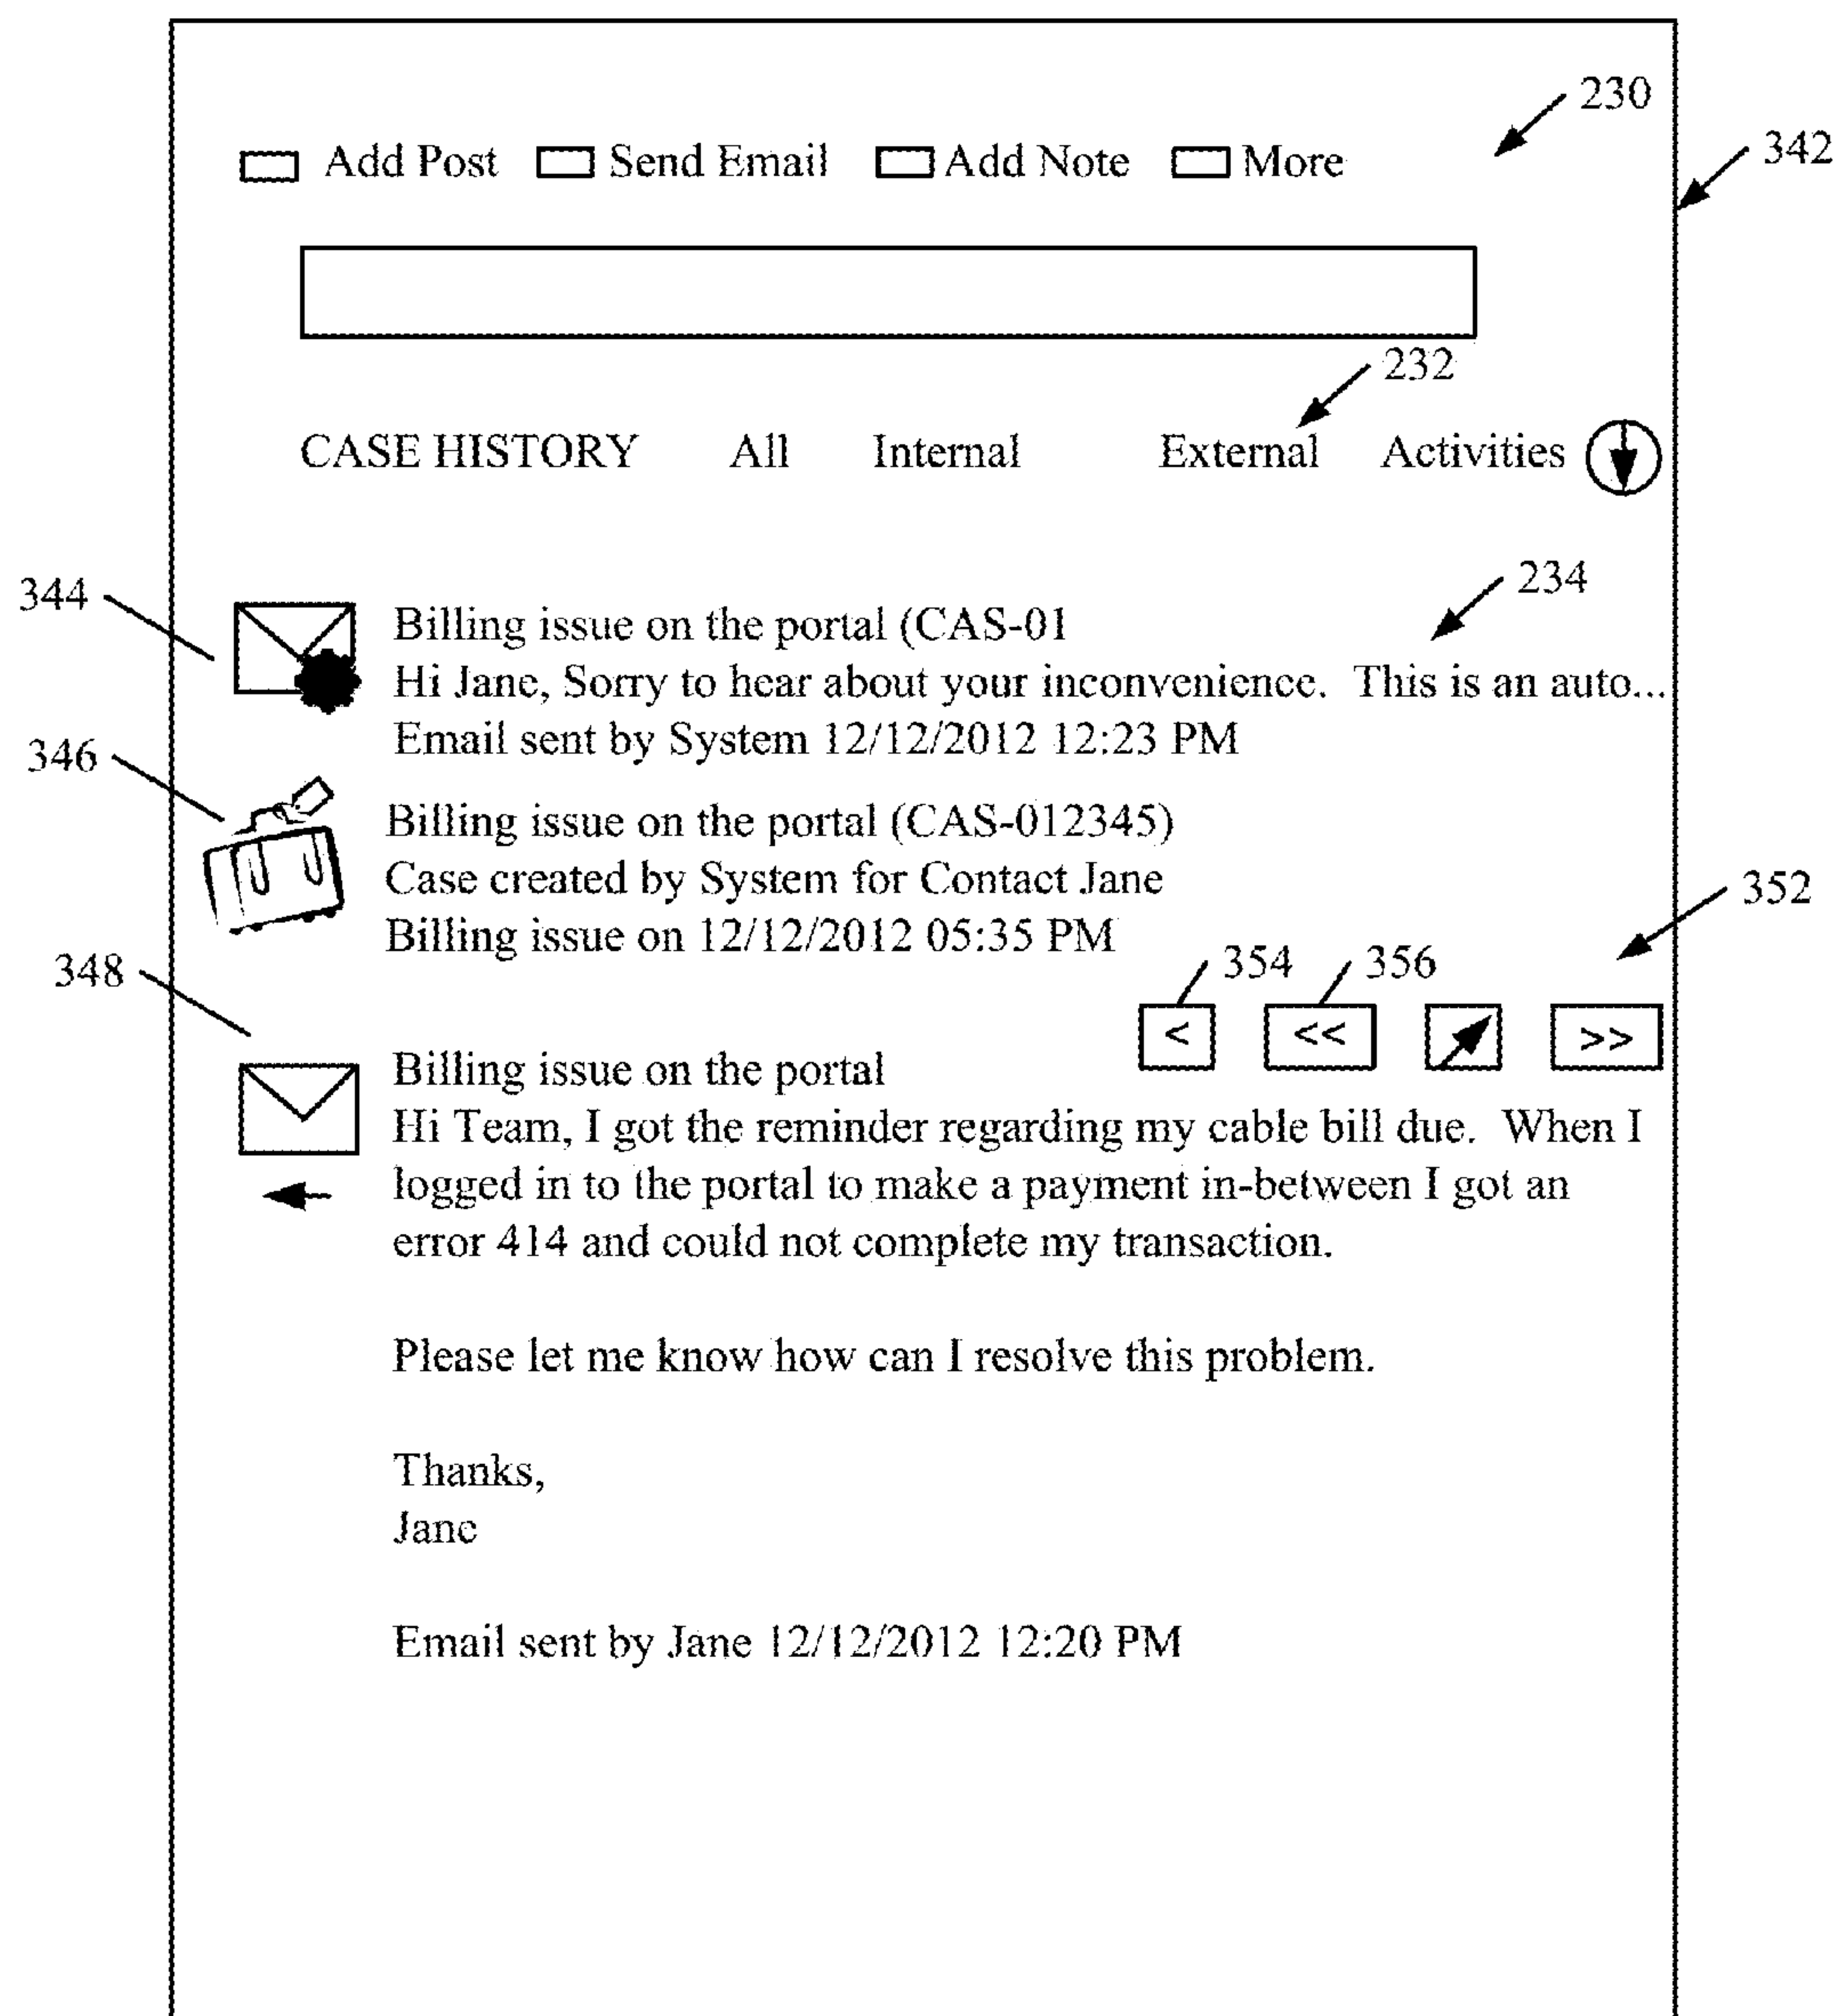 230
342
Add Post Send Email Add Note More
232
CASE HISTORY All Internal External Activities
234
344
Billing issue on the portal (CAS-01
Hi Jane, Sorry to hear about your inconvenience. This is an auto...
Email sent by System 12/12/2012 12:23 PM
346
Billing issue on the portal (CAS-012345)
Case created by System for Contact Jane
Billing issue on 12/12/2012 05:35 PM
352
348
354 356
< << >>
Billing issue on the portal
Hi Team, I got the reminder regarding my cable bill due. When I
logged in to the portal to make a payment in-between I got an
error 414 and could not complete my transaction.
Please let me know how can I resolve this problem.
Thanks,
Jane
Email sent by Jane 12/12/2012 12:20 PM